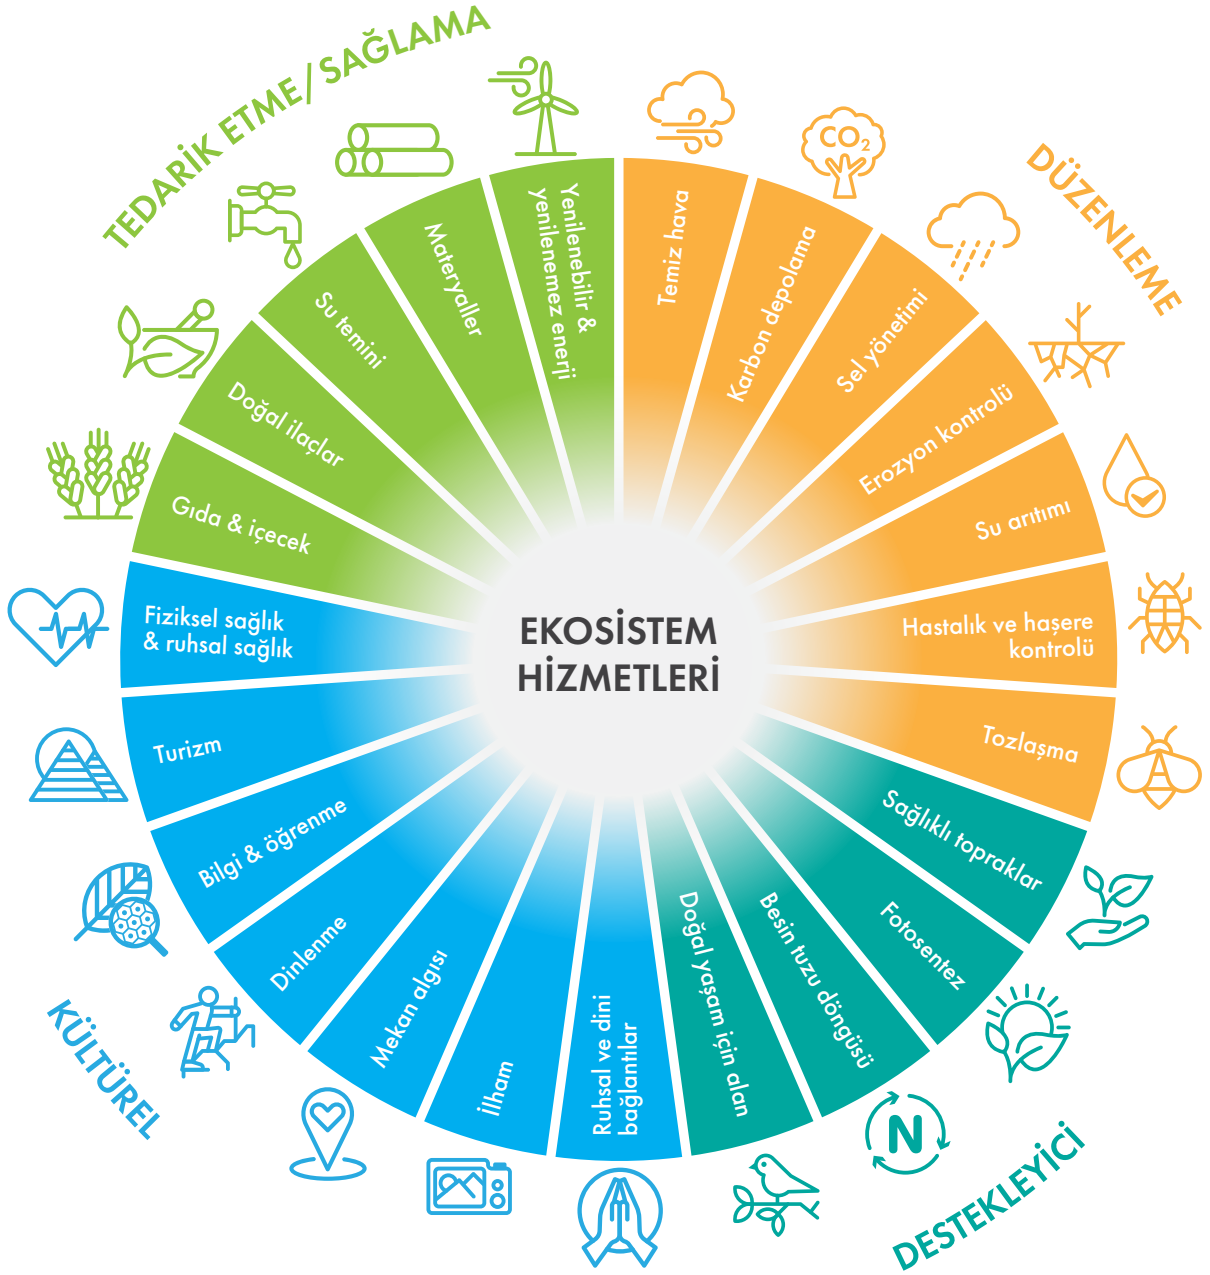 TEDARİK ETME/SAĞLAMA
DÜZENLEME
CO2
Yenilenebilir &
yenilenemez enerji
Materyaller
Su temini
Doğal ilaçlar
Gıda & içecek
Temiz hava
Karbon depolama
Sel yönetimi
Erozyon kontrolü
Su arıtımı
Hastalık ve haşere
kontrolü
Tozlaşma
EKOSİSTEM
HİZMETLERİ
Fiziksel sağlık
& ruhsal sağlık
Turizm
Bilgi & öğrenme
Dinlenme
Mekan algısı
İlham
Ruhsal ve dini
bağlantılar
Doğal yaşam için alan
Besin tuzu döngüsü
Fotosentez
Sağlıklı topraklar
KÜLTÜREL
N
DESTEKLEYİCİ